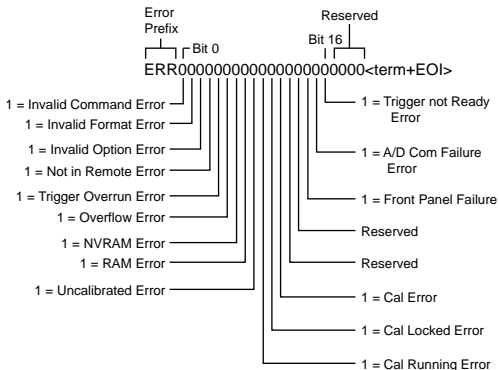 Error
Prefix
Reserved
Bit 0
Bit 16
ERR000000000000000000000<term+EOI>
1 = Invalid Command Error
1 = Invalid Format Error
1 = Invalid Option Error
1 = Not in Remote Error
1 = Trigger Overrun Error
1 = Overflow Error
1 = NVRAM Error
1 = RAM Error
1 = Uncalibrated Error
1 = Trigger not Ready
Error
1 = A/D Com Failure
Error
1 = Front Panel Failure
Reserved
Reserved
1 = Cal Error
1 = Cal Locked Error
1 = Cal Running Error